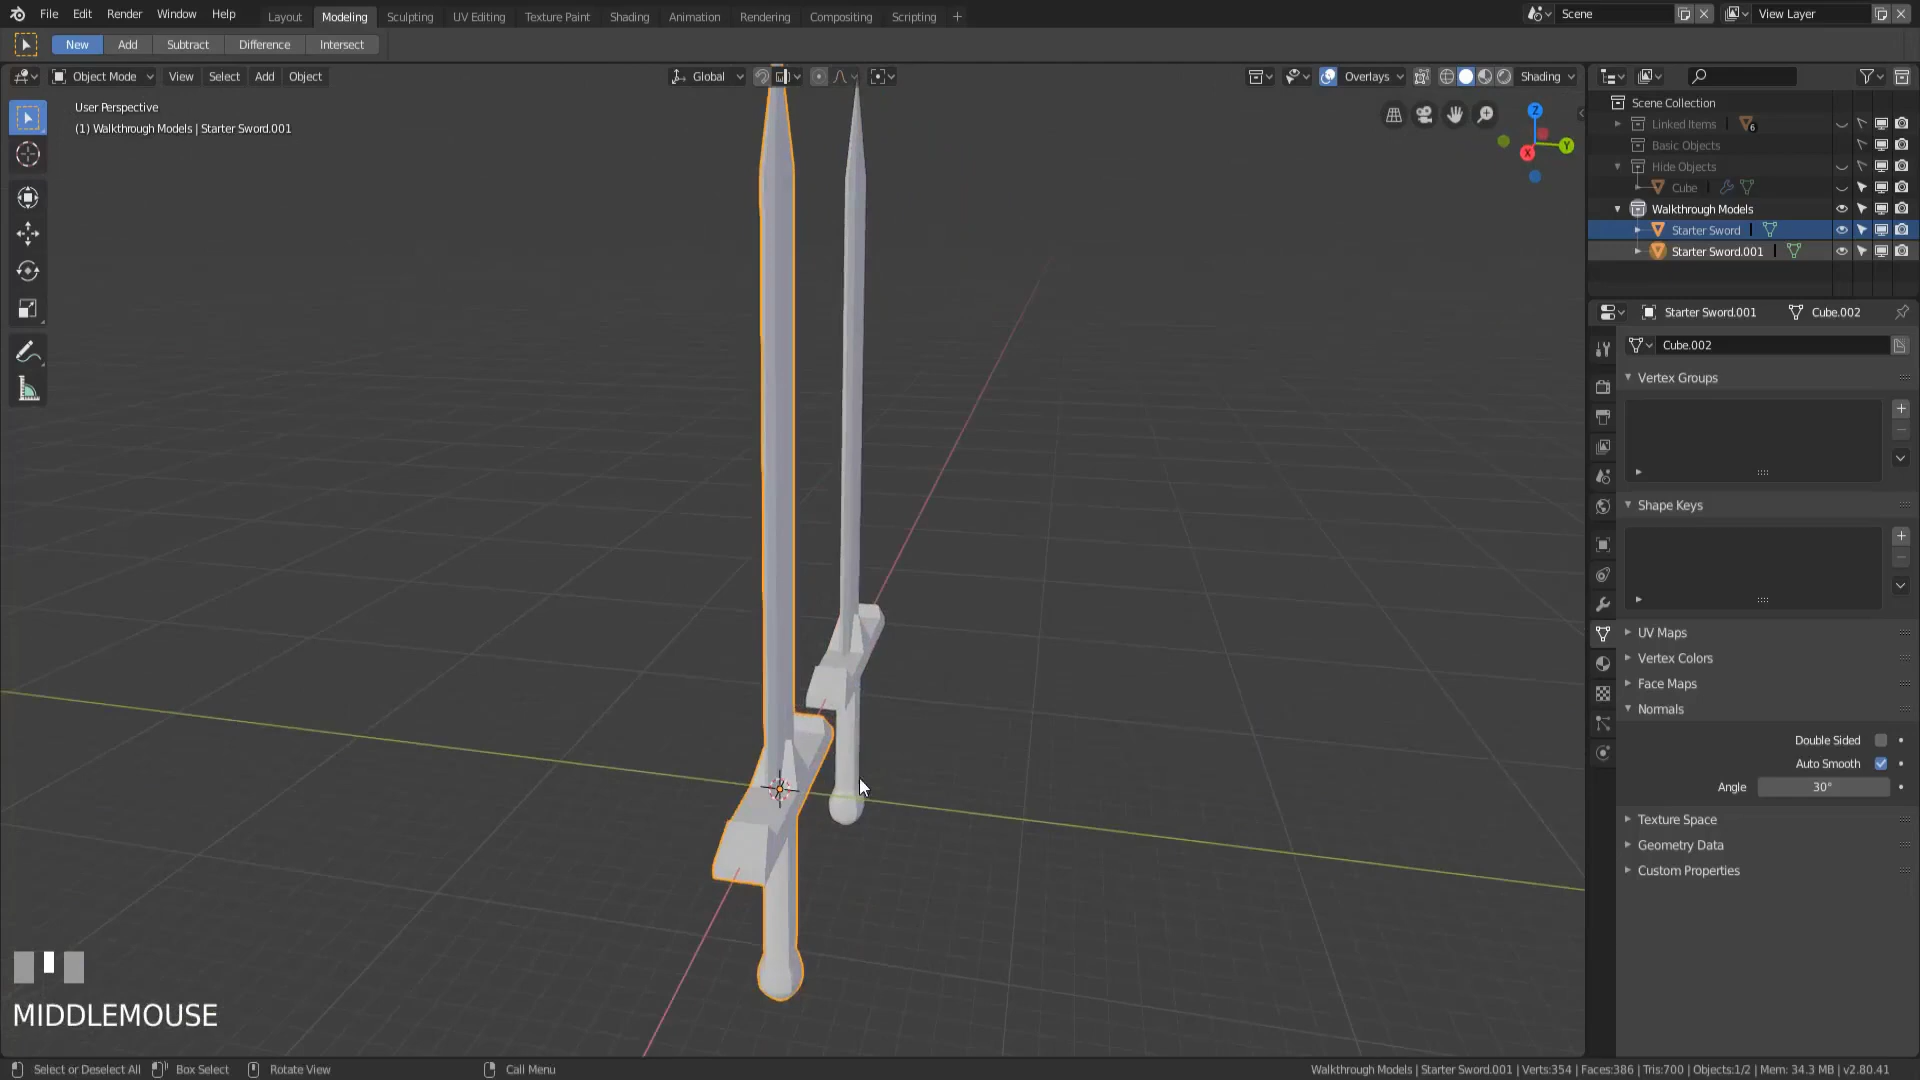 File Edit Render Window Help Layout Modeling Sculpting UV Editing Texture Paint Shading Animation Rendering Compositing Scripting + Scene View Layer
New Add Subtract Difference Intersect
Object Mode View Select Add Object Global Overlays Shading
User Perspective
(1) Walkthrough Models | Starter Sword.001
Z
Y
X
Scene Collection
Linked Items 6
Basic Objects
Hide Objects
Cube
Walkthrough Models
Starter Sword
Starter Sword.001
Starter Sword.001 Cube.002
Cube.002
Vertex Groups
Shape Keys
UV Maps
Vertex Colors
Face Maps
Normals
Double Sided
Auto Smooth
Angle 30°
Texture Space
Geometry Data
Custom Properties
MIDDLEMOUSE
Select or Deselect All Box Select Rotate View Call Menu Walkthrough Models | Starter Sword.001 | Verts:354 | Faces:386 | Tris:700 | Objects:1/2 | Mem: 34.3 MB | v2.80.41